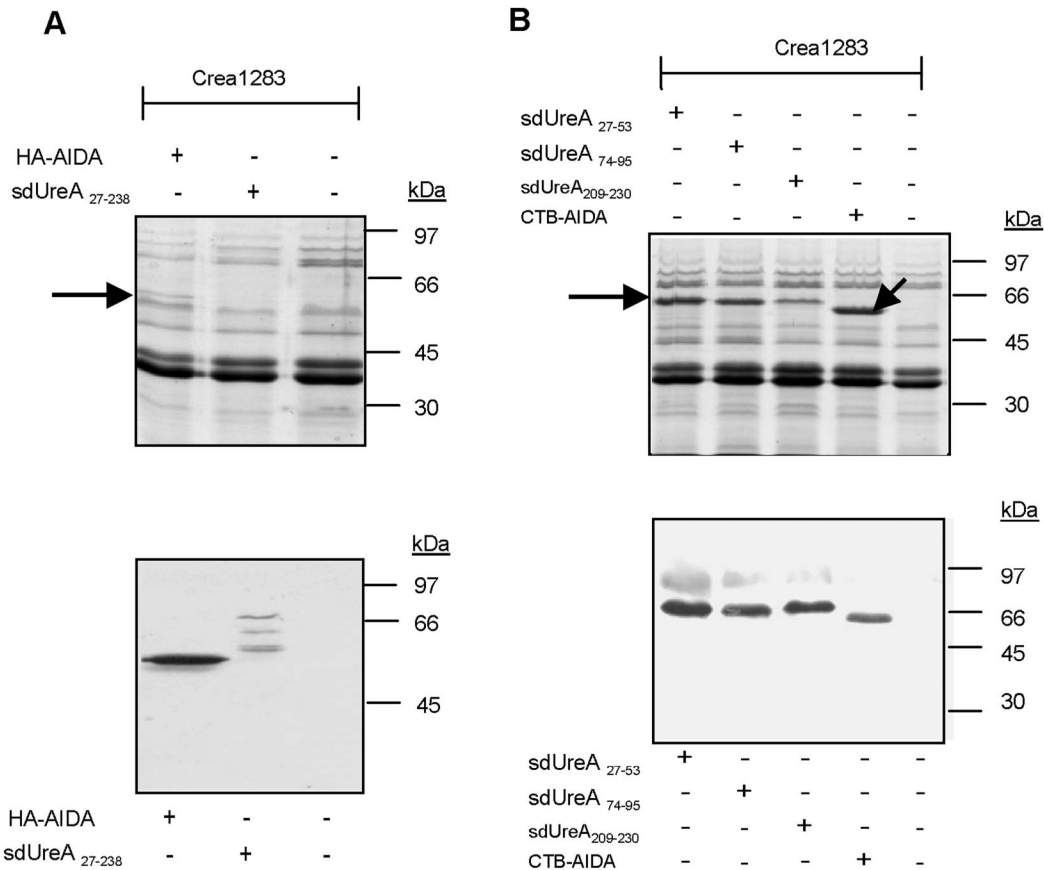 A
Crea1283
HA-AIDA + - -
sdUreA 27-238 - + -
kDa
97
66
45
30
kDa
97
66
45
HA-AIDA + - -
sdUreA 27-238 - + -
B
Crea1283
sdUreA 27-53 + - - - -
sdUreA 74-95 - + - - -
sdUreA209-230 - - + - -
CTB-AIDA - - - + -
kDa
97
66
45
30
kDa
97
66
45
30
sdUreA 27-53 + - - - -
sdUreA 74-95 - + - - -
sdUreA209-230 - - + - -
CTB-AIDA - - - + -